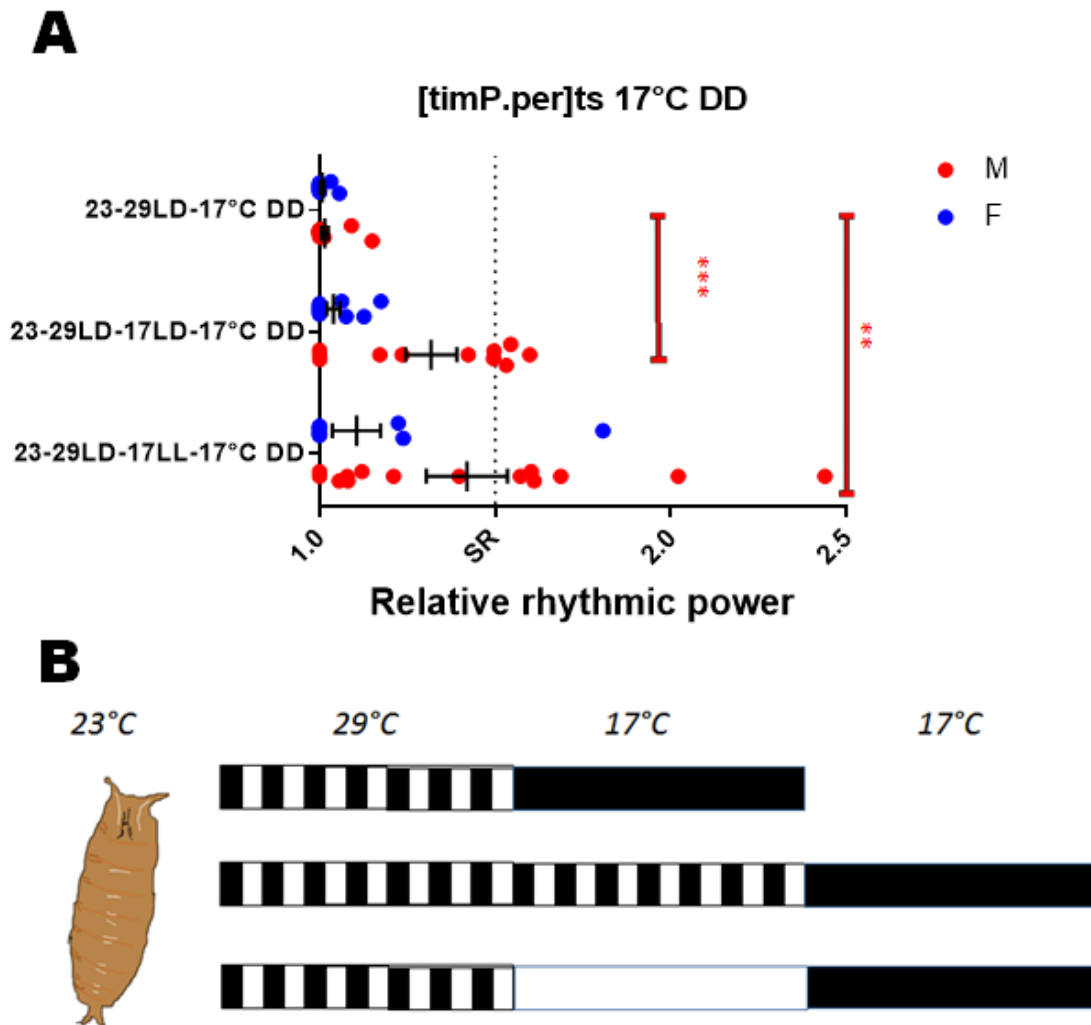 A
[timP.per]ts 17°C DD
M
F
23-29LD-17°C DD
23-29LD-17LD-17°C DD
23-29LD-17LL-17°C DD
***
**
1.0 SR 2.0 2.5
Relative rhythmic power
B
23°C 29°C 17°C 17°C